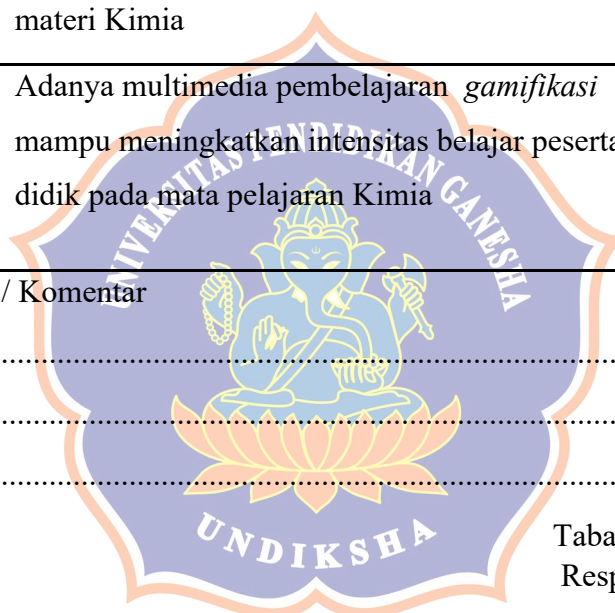 materi Kimia
Adanya multimedia pembelajaran gamifikasi
mampu meningkatkan intensitas belajar peserta
didik pada mata pelajaran Kimia
/ Komentar
....................................................................................
....................................................................................
....................................................................................
UNIVERSITAS PENDIDIKAN GANESHA
UNDIKSHA
Taba
Resp